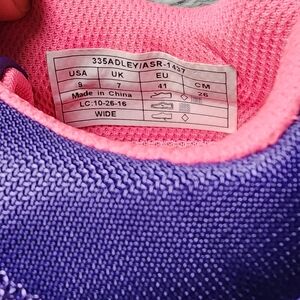 335ADLEY/ASR-1437
USA UK EU CM
9 7 41 26
Made in China
LC:10-26-16
WIDE